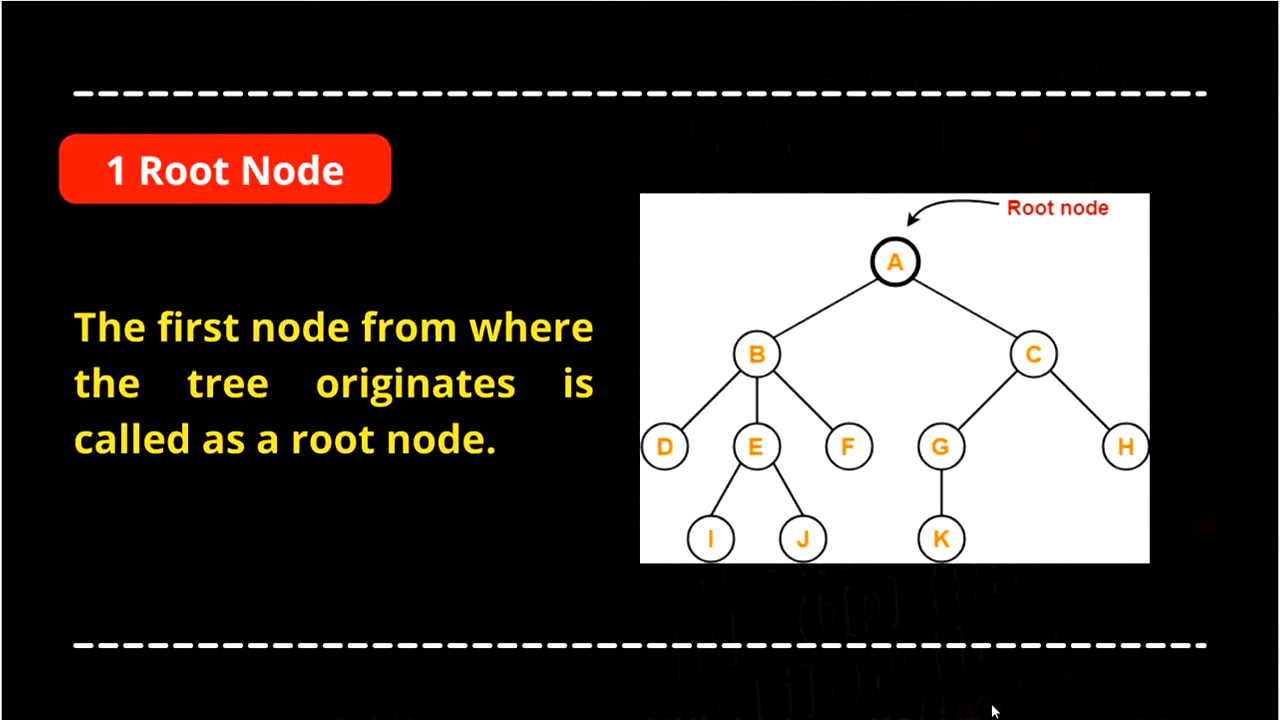 1 Root Node
The first node from where
the tree originates is
called as a root node.
Root node
A
B
C
D
E
F
G
H
I
J
K